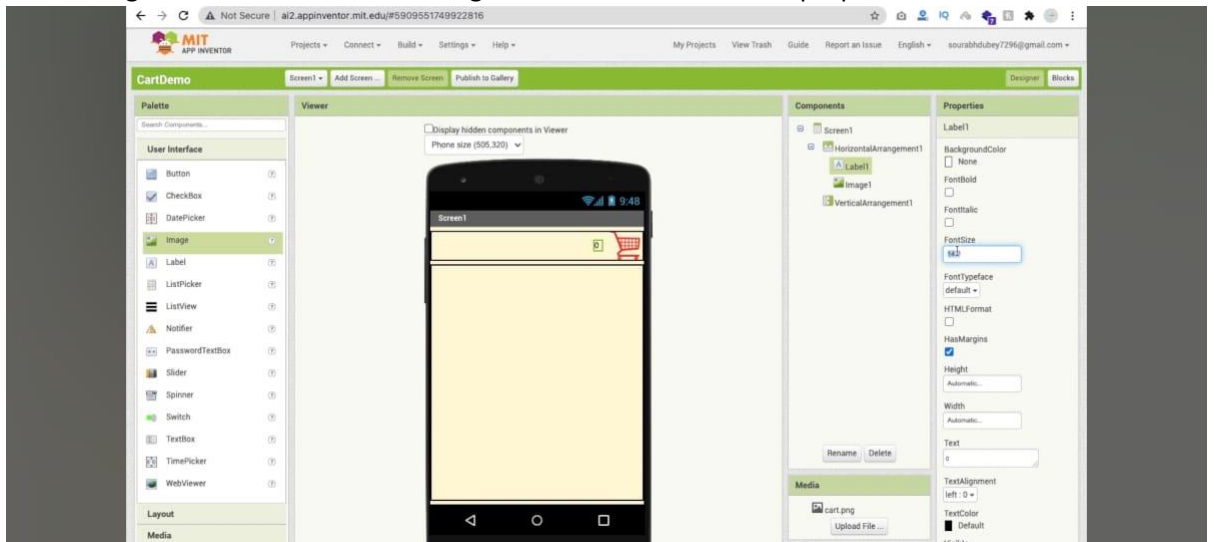 Not Secure | ai2.appinventor.mit.edu/#5909551749922816
MIT
APP INVENTOR
Projects Connect Build Settings Help My Projects View Trash Guide Report an Issue English sourabhdubey7296@gmail.com
CartDemo Screen1 Add Screen ... Remove Screen Publish to Gallery Designer Blocks
Palette
Search Components...
User Interface
Button
CheckBox
DatePicker
Image
Label
ListPicker
ListView
Notifier
PasswordTextBox
Slider
Spinner
Switch
TextBox
TimePicker
WebViewer
Layout
Media
Viewer
Display hidden components in Viewer
Phone size (505,320)
9:48
Screen1
0
Components
Screen1
HorizontalArrangement1
Label1
Image1
VerticalArrangement1
Rename Delete
Media
cart.png
Upload File ...
Properties
Label1
BackgroundColor
None
FontBold
FontItalic
FontSize
FontTypeface
default
HTMLFormat
HasMargins
Height
Automatic...
Width
Automatic...
Text
0
TextAlignment
left : 0
TextColor
Default